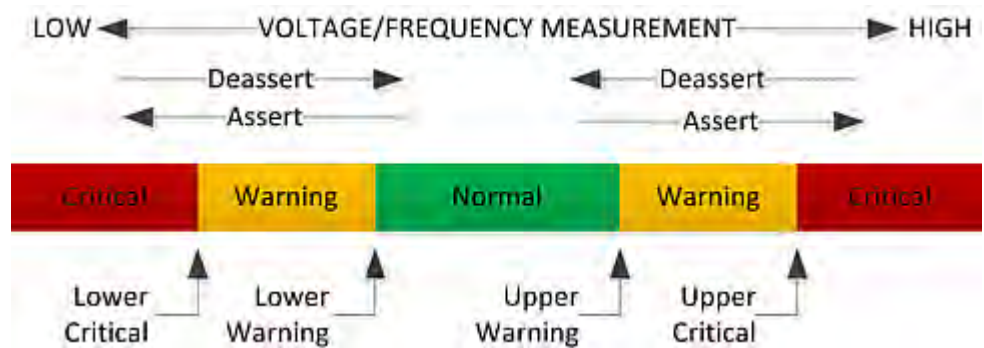 LOW VOLTAGE/FREQUENCY MEASUREMENT HIGH
Deassert Deassert
Assert Assert
Critical Warning Normal Warning Critical
Lower Lower Upper Upper
Critical Warning Warning Critical